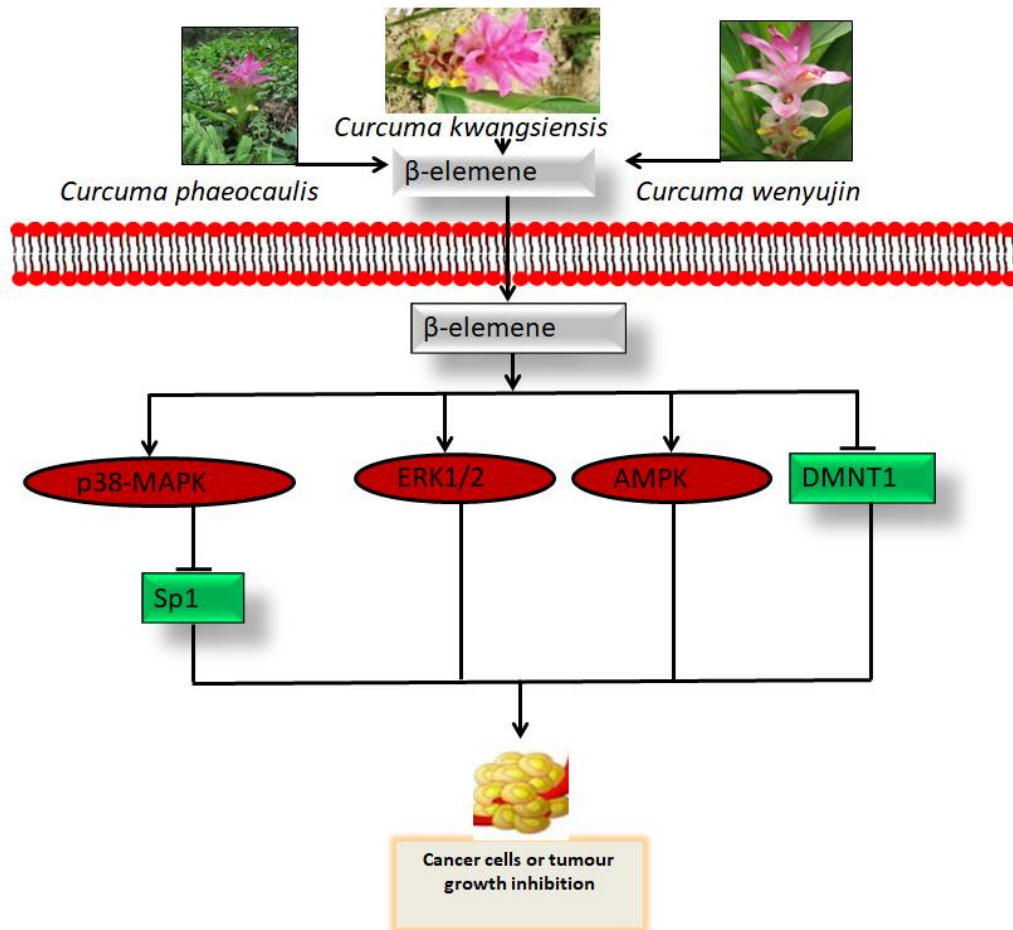 Curcuma kwangsiensis
Curcuma phaeocaulis
β-elemene
Curcuma wenyujin
β-elemene
p38-MAPK
ERK1/2
AMPK
DMNT1
Sp1
Cancer cells or tumour
growth inhibition